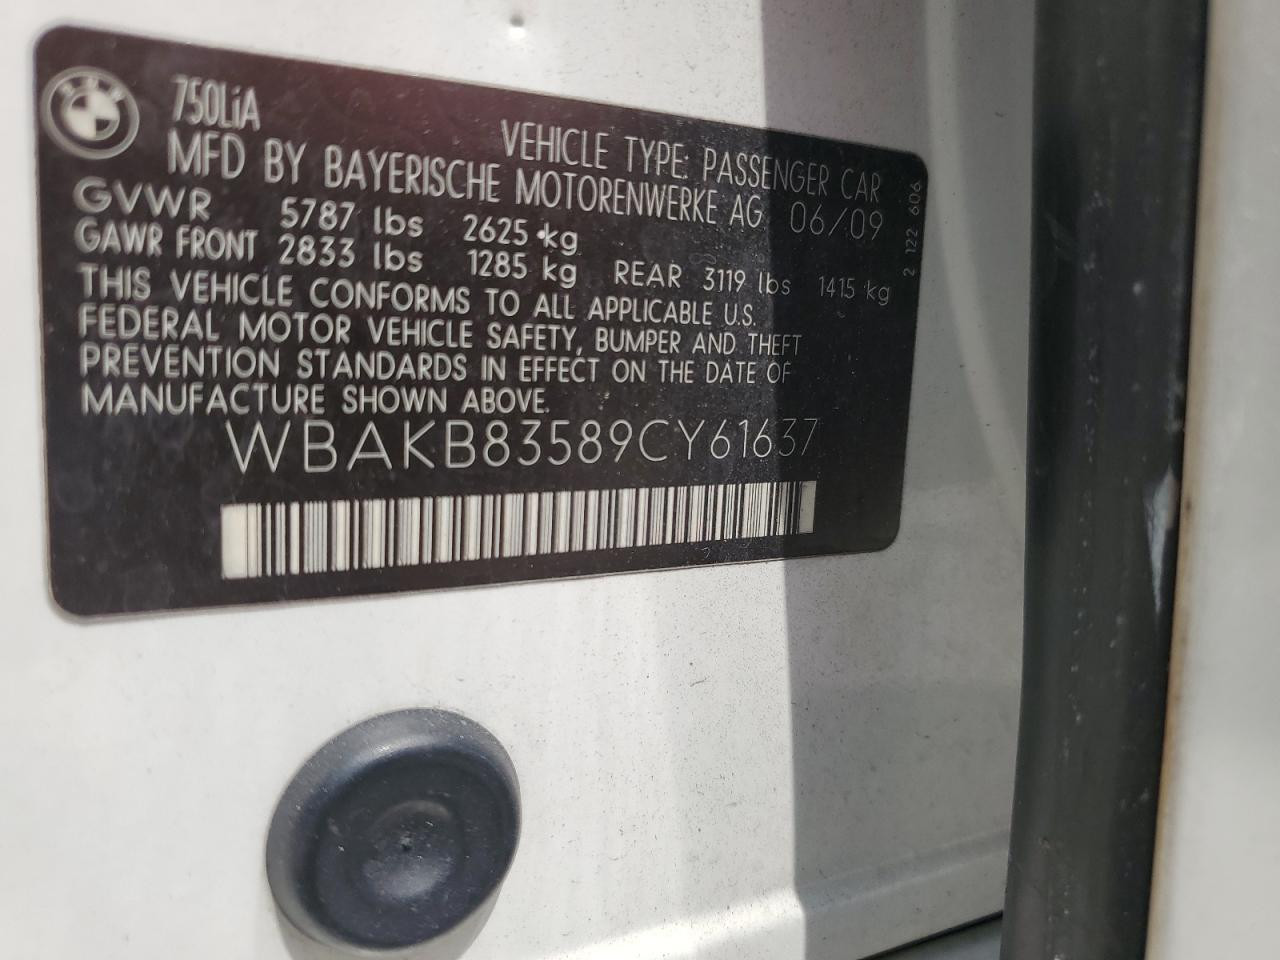 BMW
750LiA
VEHICLE TYPE: PASSENGER CAR
MFD BY BAYERISCHE MOTORENWERKE AG 06/09
GVWR 5787 lbs 2625 kg
GAWR FRONT 2833 lbs 1285 kg REAR 3119 lbs 1415 kg
THIS VEHICLE CONFORMS TO ALL APPLICABLE U.S.
FEDERAL MOTOR VEHICLE SAFETY, BUMPER AND THEFT
PREVENTION STANDARDS IN EFFECT ON THE DATE OF
MANUFACTURE SHOWN ABOVE.
WBAKB83589CY61637
2 122 606